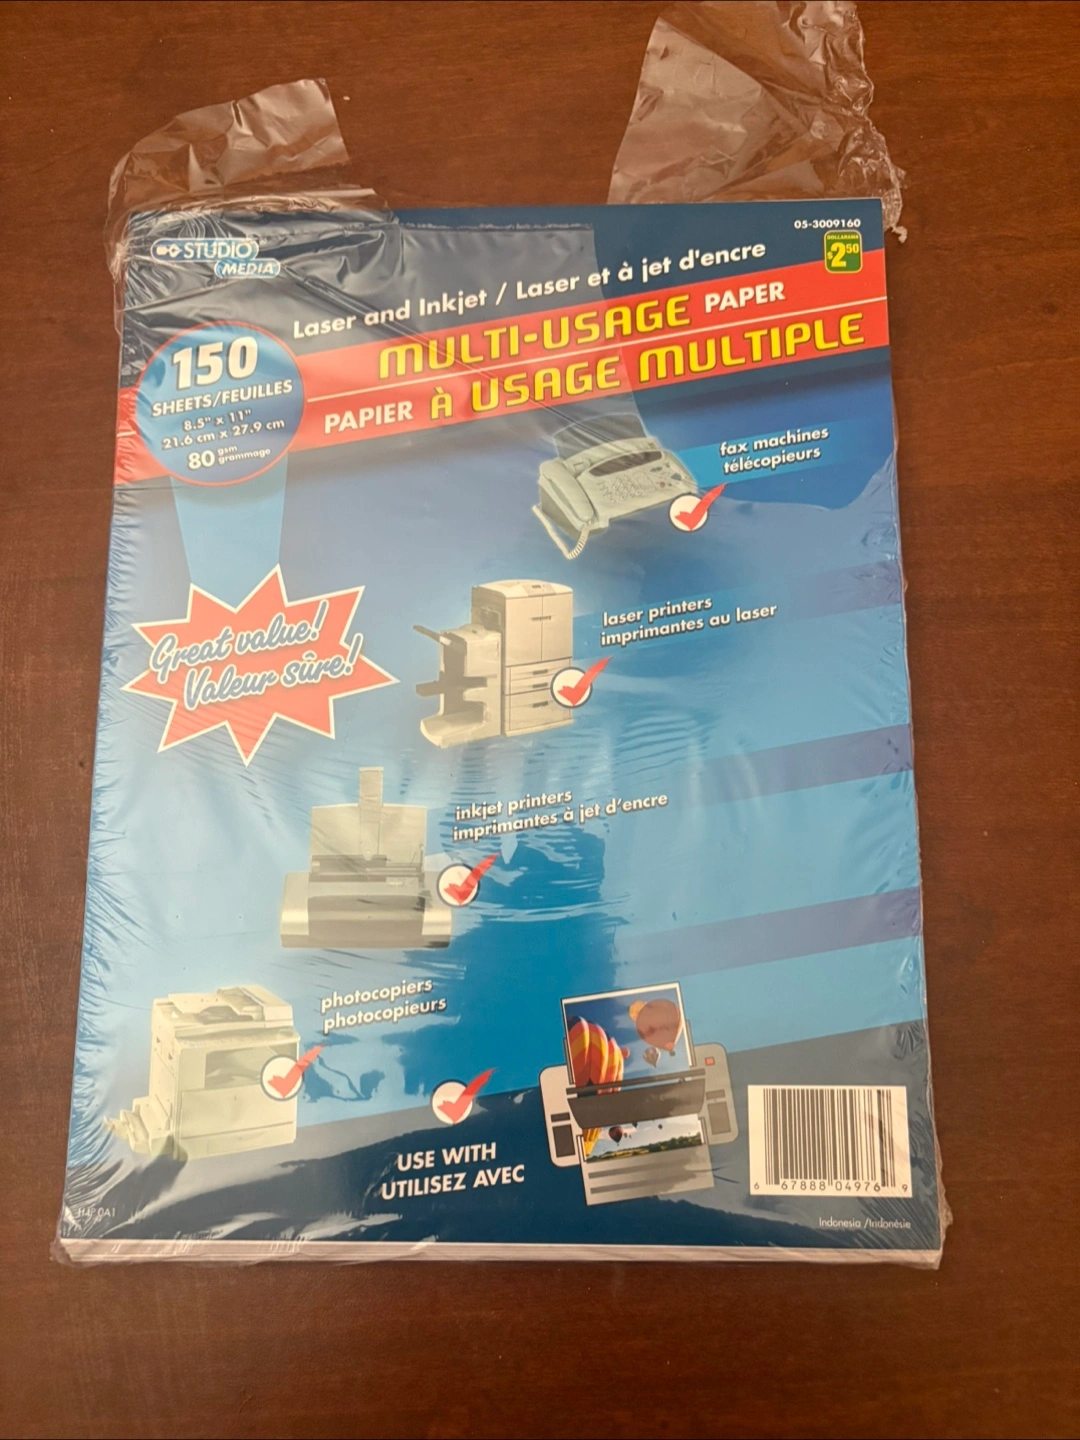 05-3009160
STUDIO
MEDIA
DOLLARAMA
$2.50
Laser and Inkjet / Laser et à jet d'encre
MULTI-USAGE PAPER
PAPIER À USAGE MULTIPLE
150
SHEETS/FEUILLES
8.5" x 11"
21.6 cm x 27.9 cm
80 gsm
grammage
fax machines
télécopieurs
Great value!
Valeur sûre!
laser printers
imprimantes au laser
inkjet printers
imprimantes à jet d'encre
photocopiers
photocopieurs
USE WITH
UTILISEZ AVEC
6 67888 04976 9
Indonesia /Indonésie